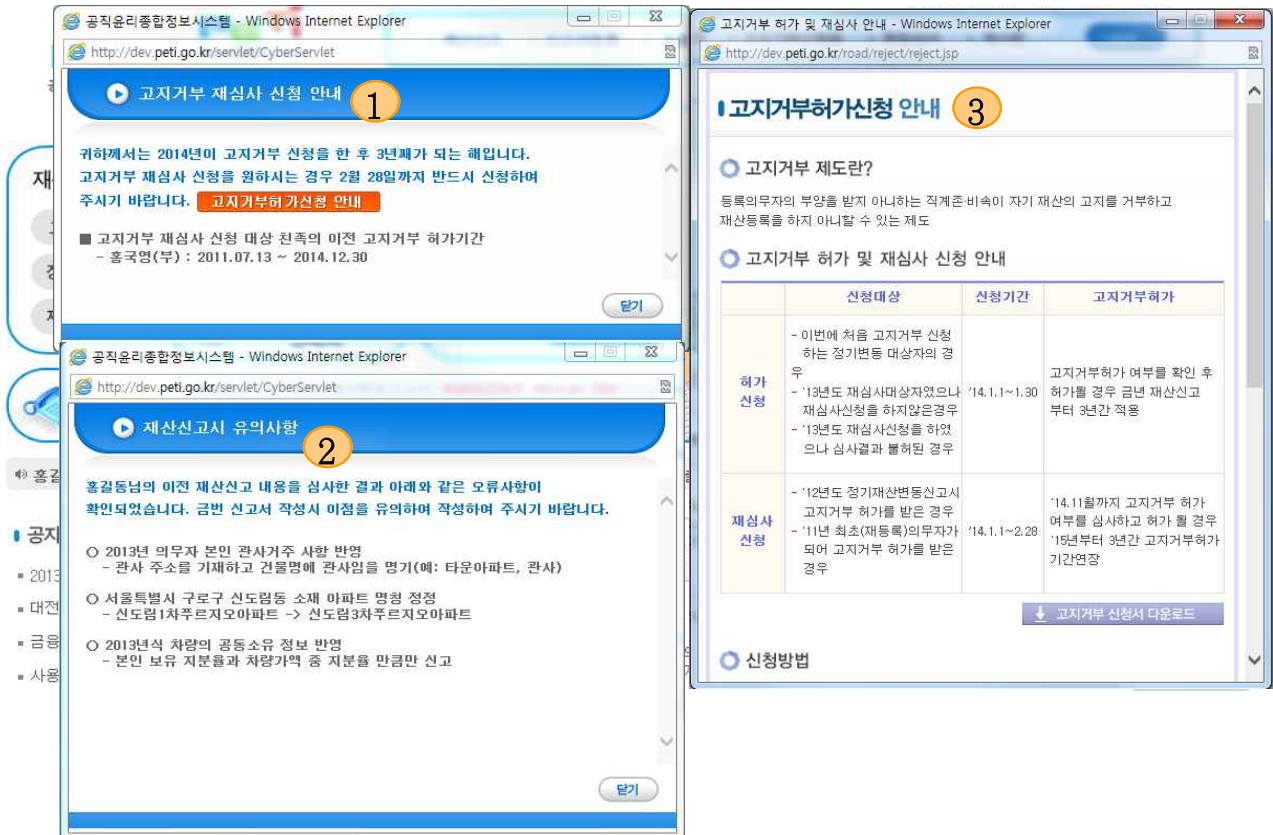 공직윤리종합정보시스템 - Windows Internet Explorer
http://dev.peti.go.kr/servlet/CyberServlet
고지거부 재심사 신청 안내
1
귀하께서는 2014년이 고지거부 신청을 한 후 3년째가 되는 해입니다.
고지거부 재심사 신청을 원하시는 경우 2월 28일까지 반드시 신청하여
주시기 바랍니다. 고지거부허가신청 안내
■ 고지거부 재심사 신청 대상 친족의 이전 고지거부 허가기간
- 홍국영(부) : 2011.07.13 ~ 2014.12.30
닫기
공직윤리종합정보시스템 - Windows Internet Explorer
http://dev.peti.go.kr/servlet/CyberServlet
재산신고시 유의사항
2
홍길동님의 이전 재산신고 내용을 심사한 결과 아래와 같은 오류사항이
확인되었습니다. 금번 신고서 작성시 이점을 유의하여 작성하여 주시기 바랍니다.
○ 2013년 의무자 본인 관사거주 사항 반영
- 관사 주소를 기재하고 건물명에 관사임을 명기(예: 타운아파트, 관사)
○ 서울특별시 구로구 신도림동 소재 아파트 명칭 정정
- 신도림1차푸르지오아파트 -> 신도림3차푸르지오아파트
○ 2013년식 차량의 공동소유 정보 반영
- 본인 보유 지분율과 차량가액 중 지분율 만큼만 신고
닫기
고지거부 허가 및 재심사 안내 - Windows Internet Explorer
http://dev.peti.go.kr/road/reject/reject.jsp
고지거부허가신청 안내
3
고지거부 제도란?
등록의무자의 부양을 받지 아니하는 직계존·비속이 자기 재산의 고지를 거부하고
재산등록을 하지 아니할 수 있는 제도
고지거부 허가 및 재심사 신청 안내
신청대상 신청기간 고지거부허가
허가
신청
- 이번에 처음 고지거부 신청
하는 정기변동 대상자의 경
우
- '13년도 재심사대상자였으나
재심사신청을 하지않은경우
- '13년도 재심사신청을 하였
으나 심사결과 불허된 경우
'14.1.1~1.30
고지거부허가 여부를 확인 후
허가될 경우 금년 재산신고
부터 3년간 적용
재심사
신청
- '12년도 정기재산변동신고시
고지거부 허가를 받은 경우
- '11년 최초(재등록)의무자가
되어 고지거부 허가를 받은
경우
'14.1.1~2.28
'14.11월까지 고지거부 허가
여부를 심사하고 허가 될 경우
'15년부터 3년간 고지거부허가
기간연장
고지거부 신청서 다운로드
신청방법
재
홍길
공지
2013
대전
금융
사용